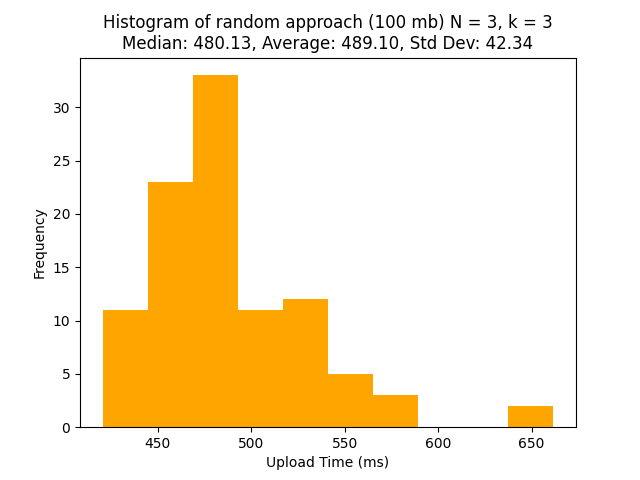 Histogram of random approach (100 mb) N = 3, k = 3
Median: 480.13, Average: 489.10, Std Dev: 42.34
30
25
20
15
10
5
0
Frequency
450 500 550 600 650
Upload Time (ms)